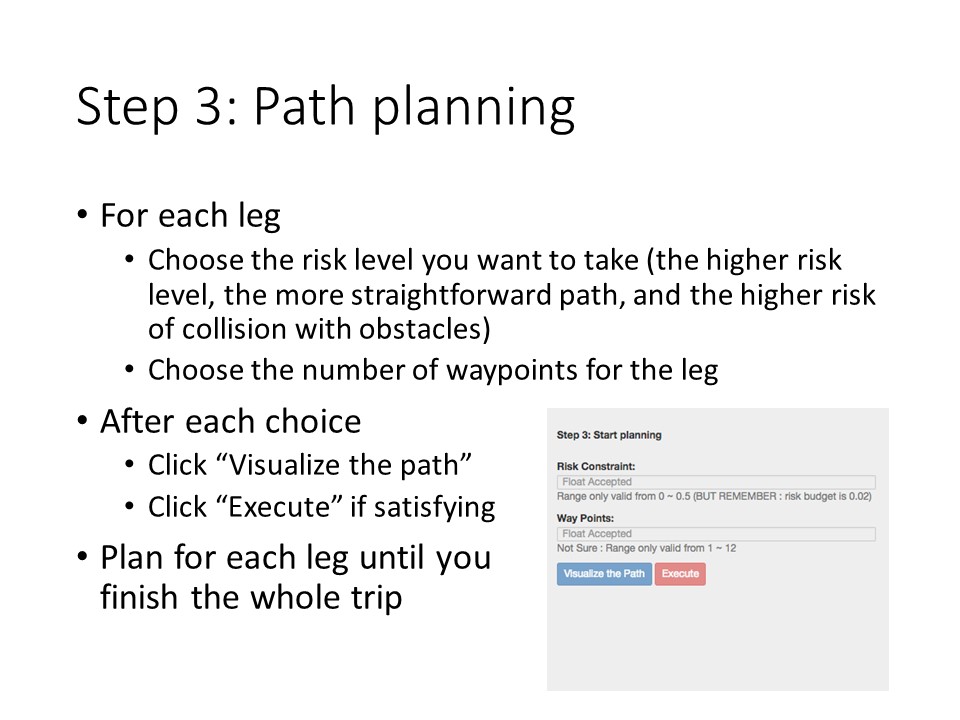 Step 3: Path planning
• For each leg
• Choose the risk level you want to take (the higher risk
level, the more straightforward path, and the higher risk
of collision with obstacles)
• Choose the number of waypoints for the leg
• After each choice
• Click “Visualize the path”
• Click “Execute” if satisfying
• Plan for each leg until you
finish the whole trip
Step 3: Start planning
Risk Constraint:
Float Accepted
Range only valid from 0 ~ 0.5 (BUT REMEMBER : risk budget is 0.02)
Way Points:
Float Accepted
Not Sure : Range only valid from 1 ~ 12
Visualize the Path Execute